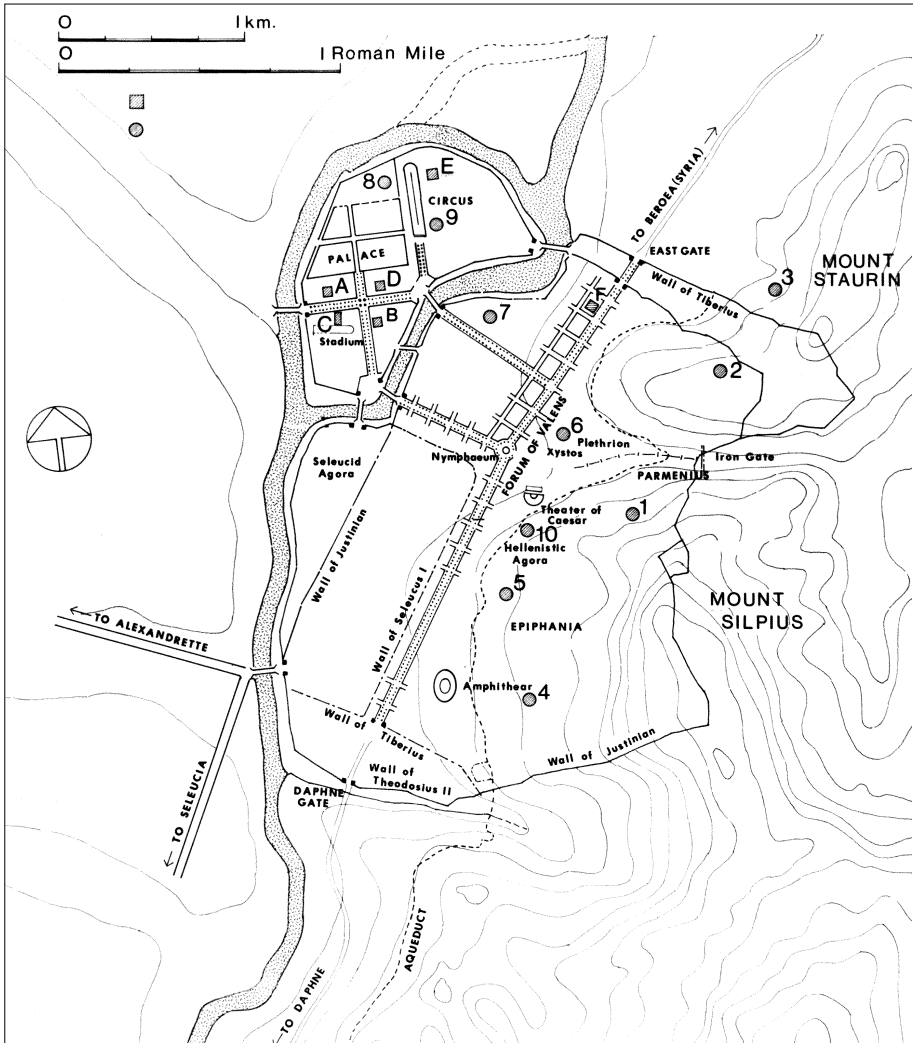 O 1 km.
O 1 Roman Mile
TO BEROEA (SYRIA)
E
8
CIRCUS
9
PALACE
EAST GATE
MOUNT
STAURIN
Wall of Tiberius
3
A
D
F
7
C
B
Stadium
2
FORUM OF VALENS
6
Plethrion
Xystos
Nymphaeum
Iron Gate
PARMENIUS
Seleucid
Agora
1
Theater of
Caesar
10
Hellenistic
Agora
Wall of Justinian
5
MOUNT
SILPIUS
Wall of Seleucus I
EPIPHANIA
TO ALEXANDRETTE
Amphithear
4
Wall of
Tiberius
Wall of Justinian
Wall of
Theodosius II
DAPHNE
GATE
TO SELEUCIA
AQUEDUCT
TO DAPHNE